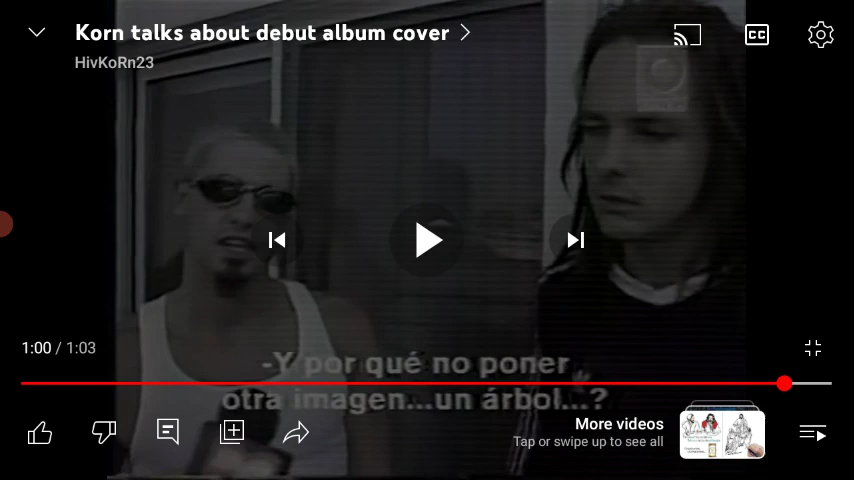 Korn talks about debut album cover
HivKoRn23
CC
1:00 / 1:03
-Y por qué no poner
otra imagen...un árbol...?
More videos
Tap or swipe up to see all